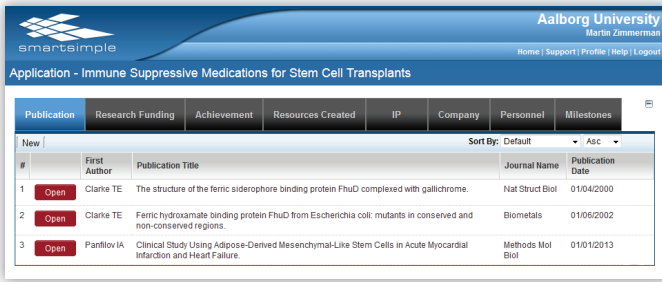 smartsimple
Aalborg University
Martin Zimmerman
Home | Support | Profile | Help | Logout
Application - Immune Suppressive Medications for Stem Cell Transplants
Publication Research Funding Achievement Resources Created IP Company Personnel Milestones
New Sort By: Default Asc
# First Author Publication Title Journal Name Publication Date
1 Open Clarke TE The structure of the ferric siderophore binding protein FhuD complexed with gallichrome. Nat Struct Biol 01/04/2000
2 Open Clarke TE Ferric hydroxamate binding protein FhuD from Escherichia coli: mutants in conserved and Biometals 01/06/2002
non-conserved regions.
3 Open Panfilov IA Clinical Study Using Adipose-Derived Mesenchymal-Like Stem Cells in Acute Myocardial Methods Mol 01/01/2013
Infarction and Heart Failure. Biol